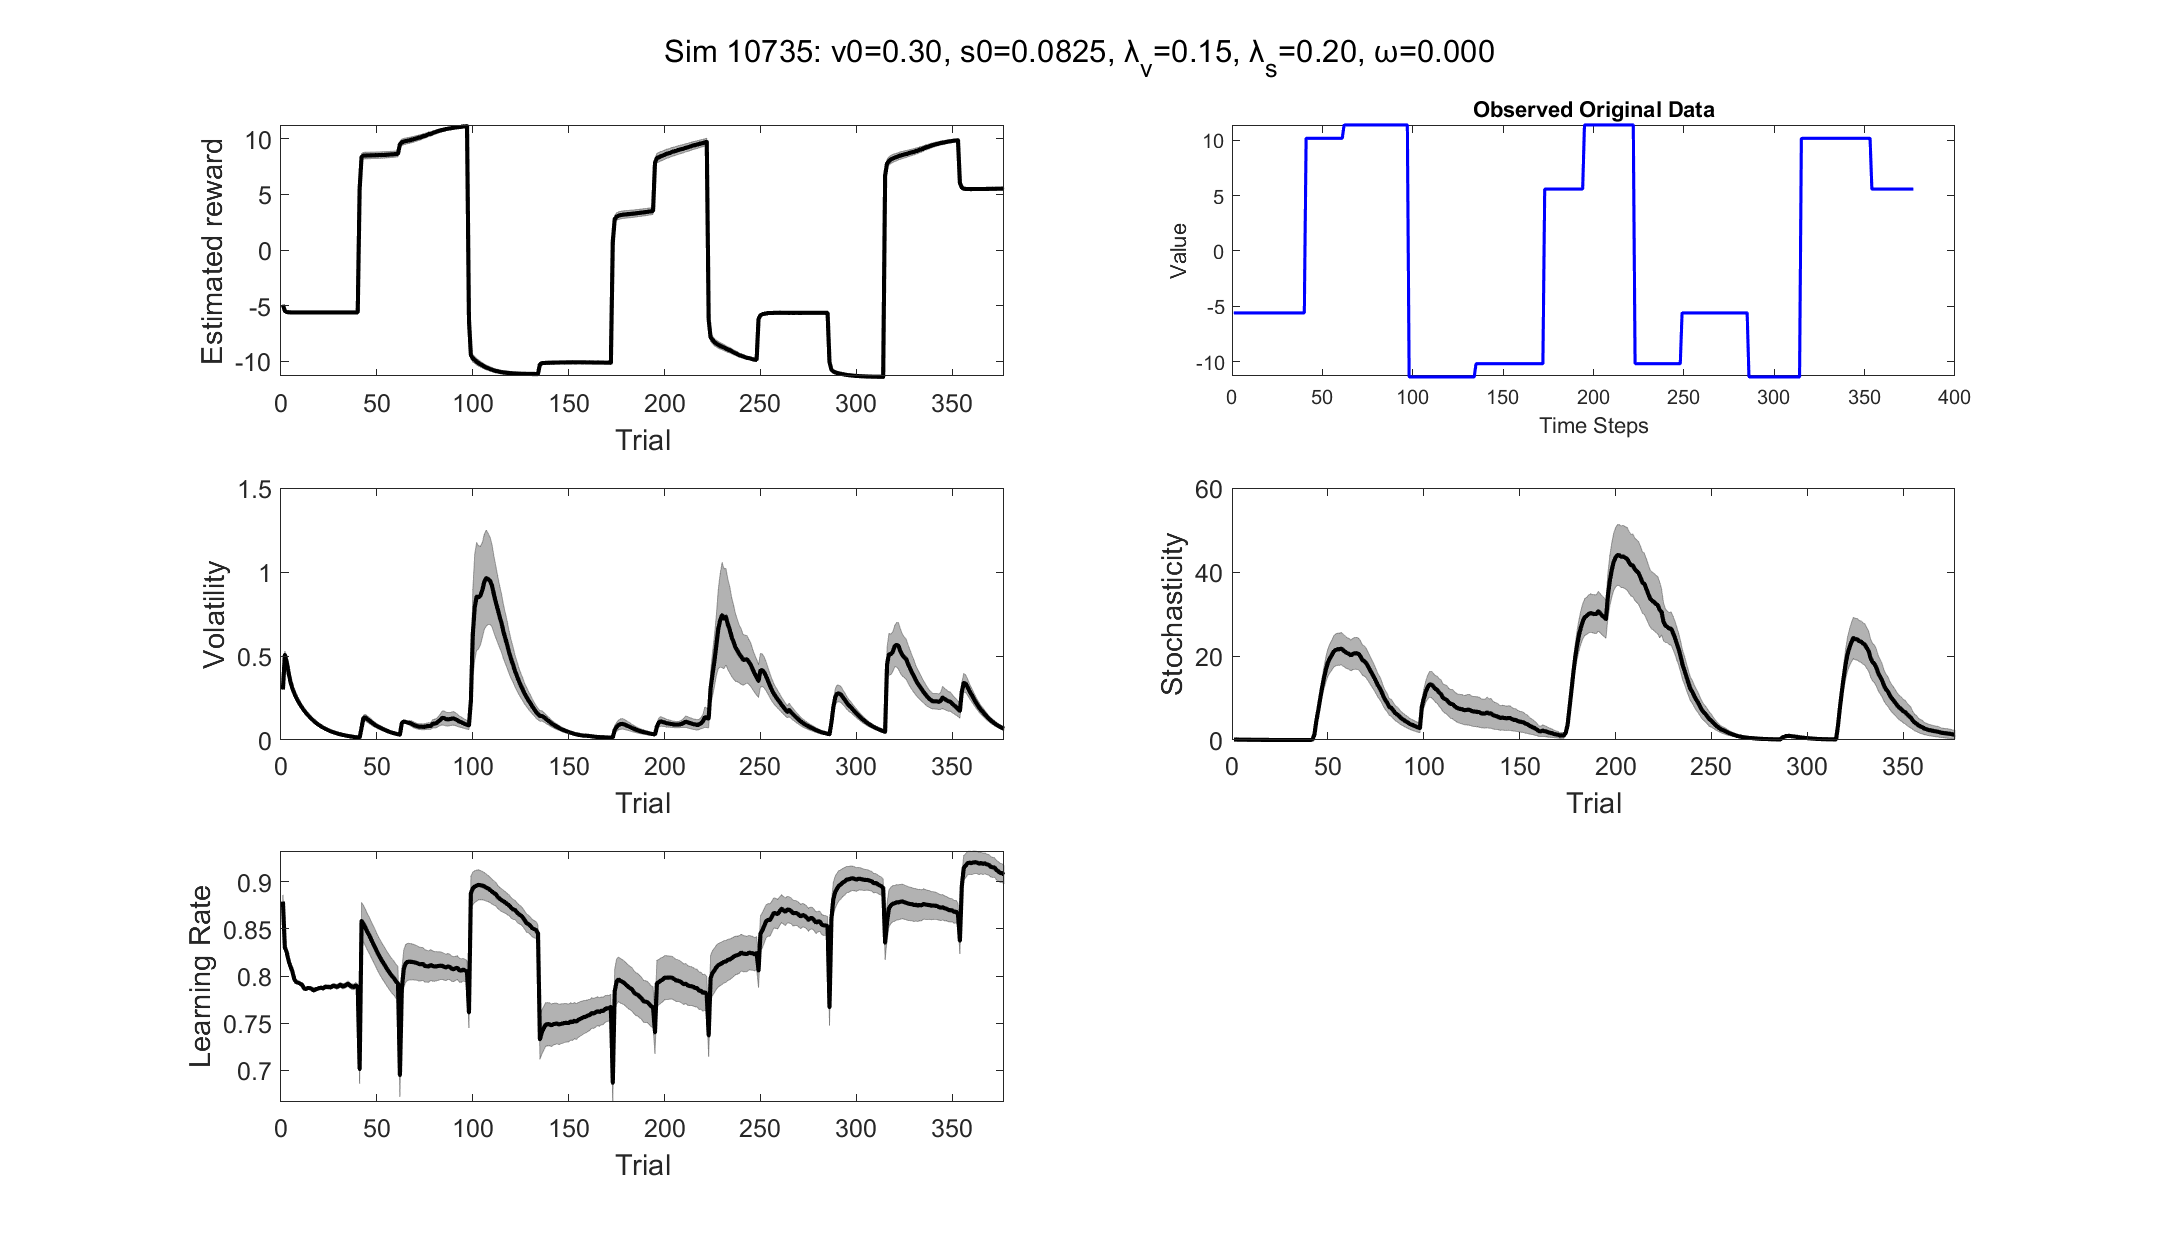 Sim 10735: v0=0.30, s0=0.0825, λv=0.15, λs=0.20, ω=0.000
Estimated reward
10
5
0
-5
-10
0 50 100 150 200 250 300 350
Trial
Observed Original Data
Value
10
5
0
-5
-10
0 50 100 150 200 250 300 350 400
Time Steps
Volatility
1.5
1
0.5
0
0 50 100 150 200 250 300 350
Trial
Stochasticity
60
40
20
0
0 50 100 150 200 250 300 350
Trial
Learning Rate
0.9
0.85
0.8
0.75
0.7
0 50 100 150 200 250 300 350
Trial